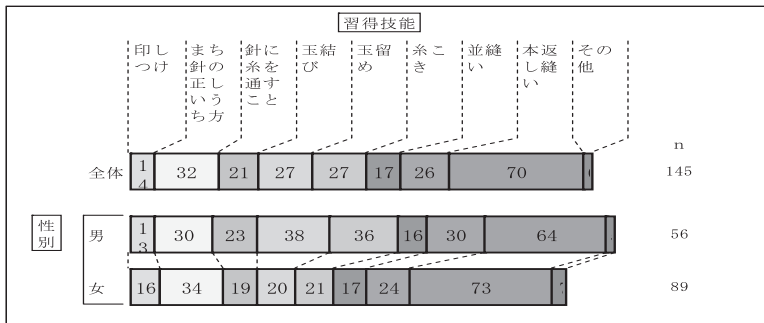 習得技能
印しつけ
まち針の正しいうち方
針に糸を通すこと
玉結び
玉留め
糸こき
並縫い
本返し縫い
その他
n
全体 14 32 21 27 27 17 26 70 145
性別
男 13 30 23 38 36 16 30 64 56
女 16 34 19 20 21 17 24 73 89